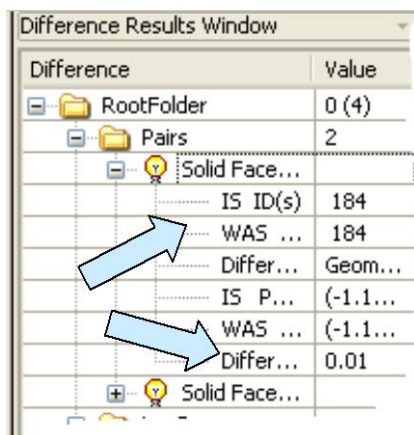 Difference Results Window
Difference Value
RootFolder 0 (4)
Pairs 2
Solid Face...
IS ID(s) 184
WAS ... 184
Differ... Geom...
IS P... (-1.1...
WAS ... (-1.1...
Differ... 0.01
Solid Face...